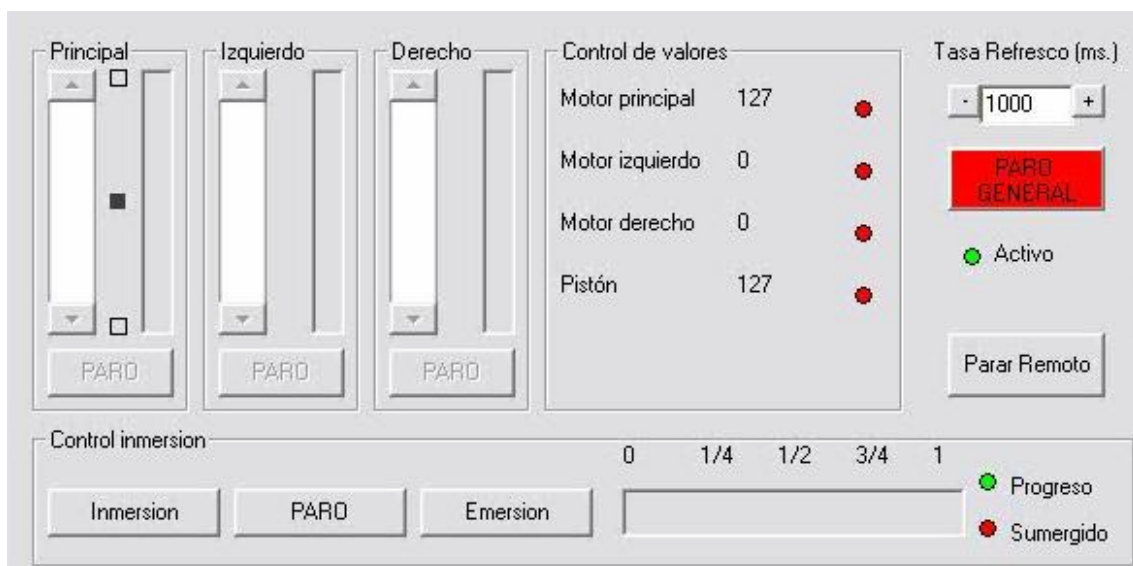 Principal
PARO
Izquierdo
PARO
Derecho
PARO
Control de valores
Motor principal 127
Motor izquierdo 0
Motor derecho 0
Pistón 127
Tasa Refresco (ms.)
- 1000 +
PARO
GENERAL
Activo
Parar Remoto
Control inmersion
Inmersion PARO Emersion
0 1/4 1/2 3/4 1
Progreso
Sumergido